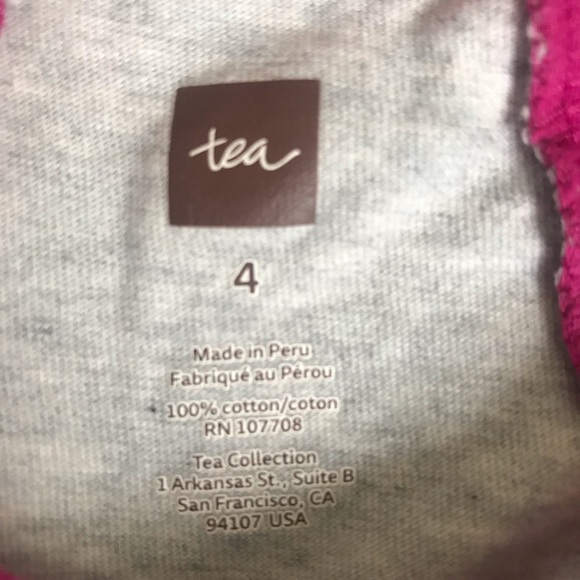 tea
4
Made in Peru
Fabriqué au Pérou
100% cotton/coton
RN 107708
Tea Collection
1 Arkansas St., Suite B
San Francisco, CA
94107 USA